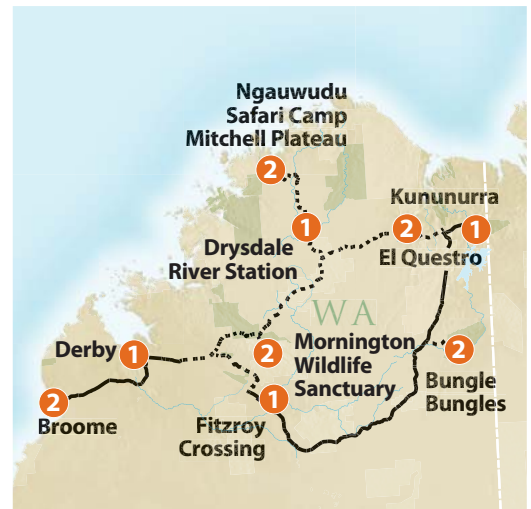 Ngauwudu
Safari Camp
Mitchell Plateau
2
Kununurra
1
2
1
El Questro
Drysdale
River Station
WA
Derby
1
2
Mornington
Wildlife
Sanctuary
2
Bungle
Bungles
2
Broome
1
Fitzroy
Crossing